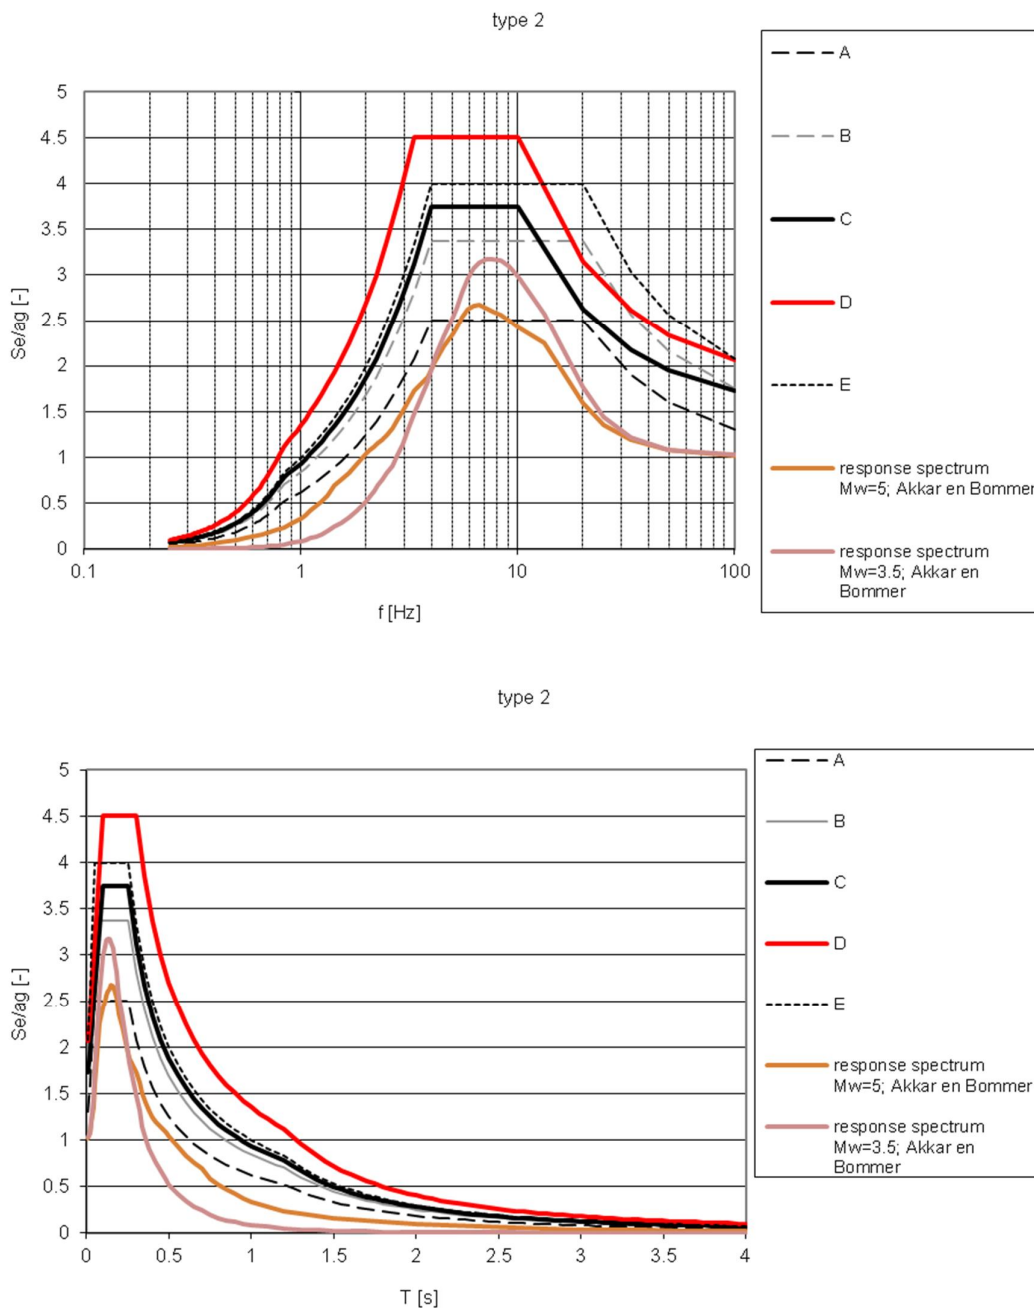 type 2
5
4.5
4
3.5
3
2.5
2
1.5
1
0.5
0
Se/ag [-]
0.1
1
10
100
f [Hz]
A
B
C
D
E
response spectrum
Mw=5; Akkar en Bommer
response spectrum
Mw=3.5; Akkar en
Bommer
type 2
5
4.5
4
3.5
3
2.5
2
1.5
1
0.5
0
Se/ag [-]
0
0.5
1
1.5
2
2.5
3
3.5
4
T [s]
A
B
C
D
E
response spectrum
Mw=5; Akkar en Bommer
response spectrum
Mw=3.5; Akkar en
Bommer